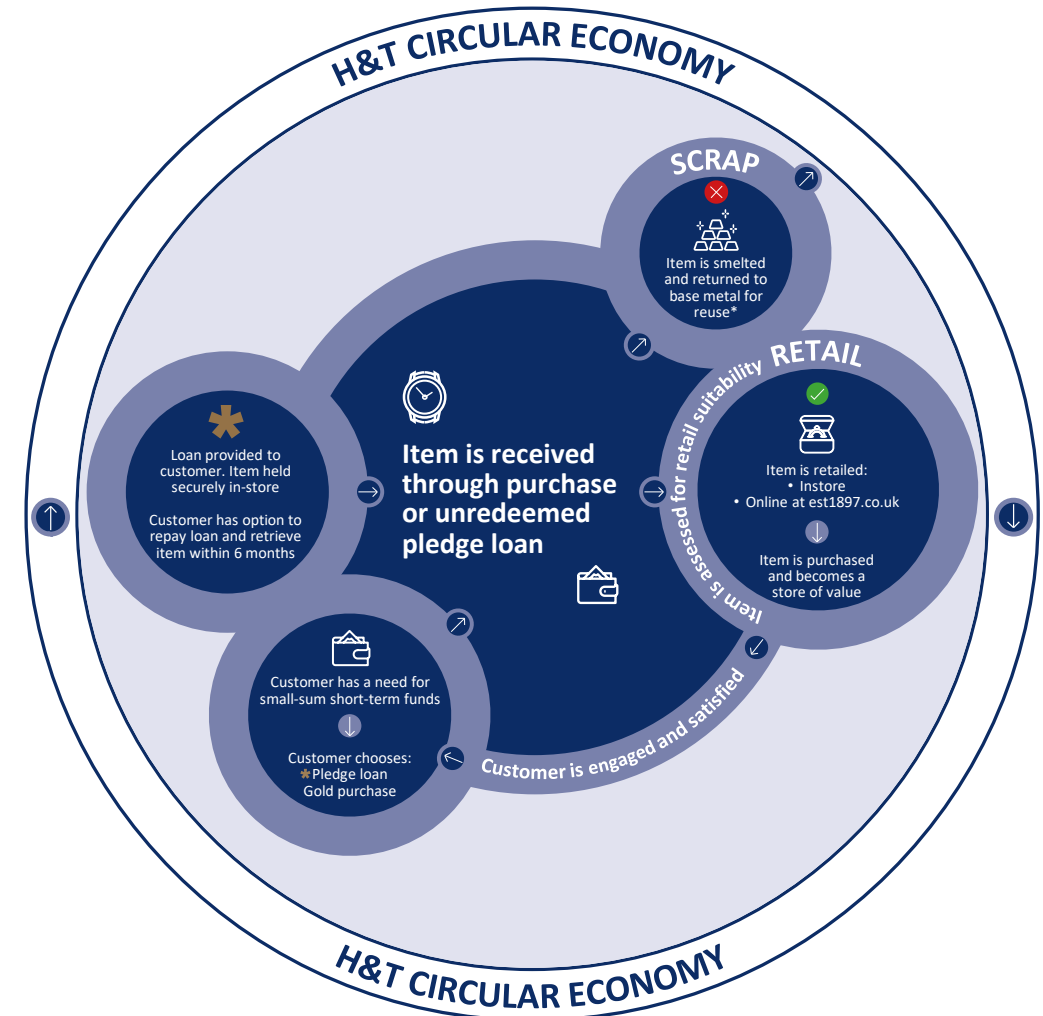 H&T CIRCULAR ECONOMY
SCRAP
Item is smelted
and returned to
base metal for
reuse*
Item is assessed for retail suitability
RETAIL
Item is retailed:
• Instore
• Online at est1897.co.uk
Item is purchased
and becomes a
store of value
Item is received
through purchase
or unredeemed
pledge loan
*
Loan provided to
customer. Item held
securely in-store
Customer has option to
repay loan and retrieve
item within 6 months
Customer has a need for
small-sum short-term funds
Customer chooses:
*Pledge loan
Gold purchase
Customer is engaged and satisfied
H&T CIRCULAR ECONOMY